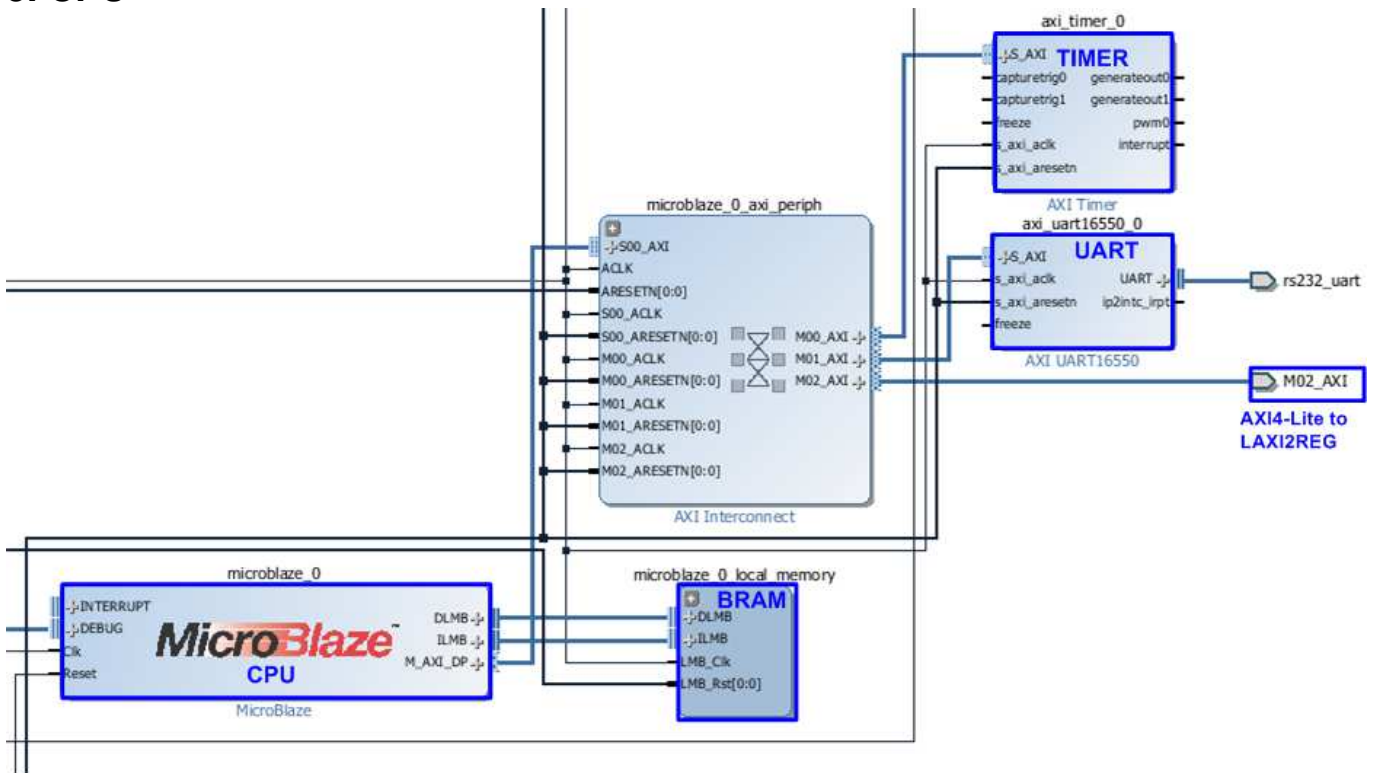 axi_timer_0
S_AXI TIMER
capturetrig0 generateout0
capturetrig1 generateout1
freeze pwm0
s_axi_aclk interrupt
s_axi_aresetn
AXI Timer
axi_uart16550_0
S_AXI UART
s_axi_aclk UART
s_axi_aresetn ip2intc_irpt
freeze
AXI UART16550
rs232_uart
M02_AXI
AXI4-Lite to
LAXI2REG
microblaze_0_axi_periph
S00_AXI
ACLK
ARESETN[0:0]
S00_ACLK
S00_ARESETN[0:0] M00_AXI
M00_ACLK M01_AXI
M00_ARESETN[0:0] M02_AXI
M01_ACLK
M01_ARESETN[0:0]
M02_ACLK
M02_ARESETN[0:0]
AXI Interconnect
microblaze_0
INTERRUPT
DEBUG
Clk
Reset
MicroBlaze™
CPU
DLMB
ILMB
M_AXI_DP
MicroBlaze
microblaze_0_local_memory
BRAM
DLMB
ILMB
LMB_Clk
LMB_Rst[0:0]